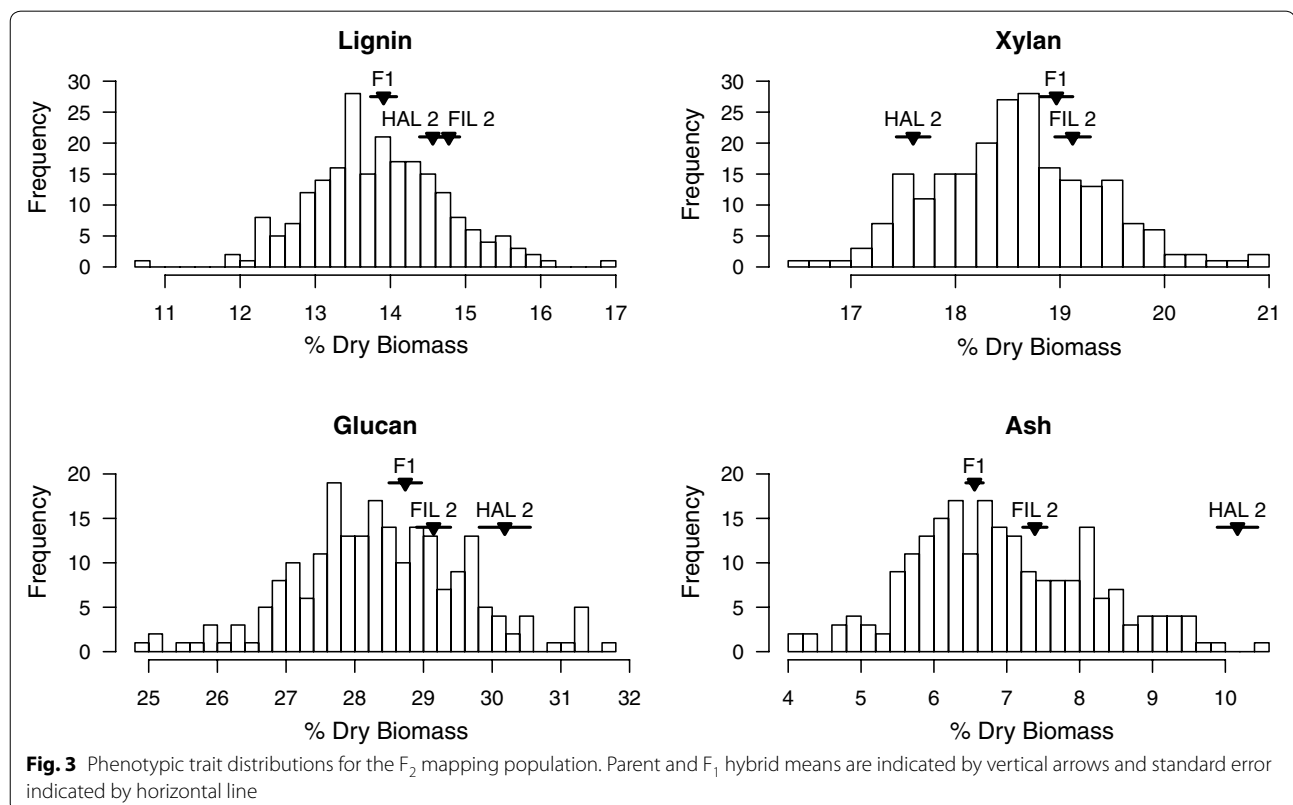 Lignin
Frequency
30
25
20
15
10
5
0
F1
HAL 2 FIL 2
11 12 13 14 15 16 17
% Dry Biomass
Xylan
Frequency
30
25
20
15
10
5
0
F1
HAL 2
FIL 2
17 18 19 20 21
% Dry Biomass
Glucan
Frequency
20
15
10
5
0
F1
FIL 2 HAL 2
25 26 27 28 29 30 31 32
% Dry Biomass
Ash
Frequency
20
15
10
5
0
F1
FIL 2 HAL 2
4 5 6 7 8 9 10
% Dry Biomass
Fig. 3 Phenotypic trait distributions for the F₂ mapping population. Parent and F₁ hybrid means are indicated by vertical arrows and standard error
indicated by horizontal line